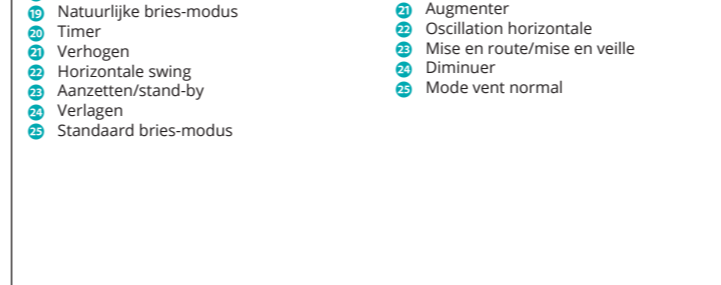 19 Natuurlijke bries-modus
20 Timer
21 Verhogen
22 Horizontale swing
23 Aanzetten/stand-by
24 Verlagen
25 Standaard bries-modus
21 Augmenter
22 Oscillation horizontale
23 Mise en route/mise en veille
24 Diminuer
25 Mode vent normal